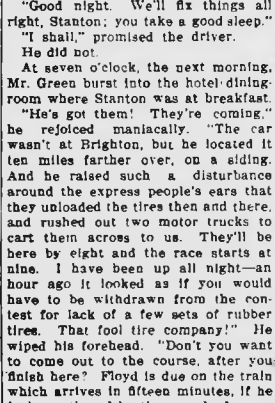 "Good night. We'll fix things all
right, Stanton; you take a good sleep."
"I shall," promised the driver.
He did not.
At seven o'clock, the next morning,
Mr. Green burst into the hotel dining-
room where Stanton was at breakfast.
"He's got them! They're coming,"
he rejoiced maniacally. "The car
wasn't at Brighton, but he located it
ten miles farther over, on a siding.
And he raised such a disturbance
around the express people's ears that
they unloaded the tires then and there,
and rushed out two motor trucks to
cart them across to us. They'll be
here by eight and the race starts at
nine. I have been up all night—an
hour ago it looked as if you would
have to be withdrawn from the con-
test for lack of a few sets of rubber
tires. That fool tire company!" He
wiped his forehead. "Don't you want
to come out to the course, after you
finish here? Floyd is due on the train
which arrives in fifteen minutes, if he